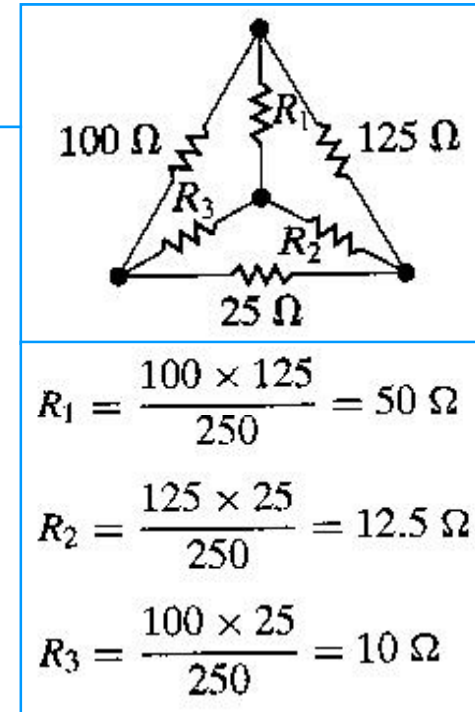 R₁
100 Ω
125 Ω
R₃
R₂
25 Ω
R₁ = 100 × 125 / 250 = 50 Ω
R₂ = 125 × 25 / 250 = 12.5 Ω
R₃ = 100 × 25 / 250 = 10 Ω